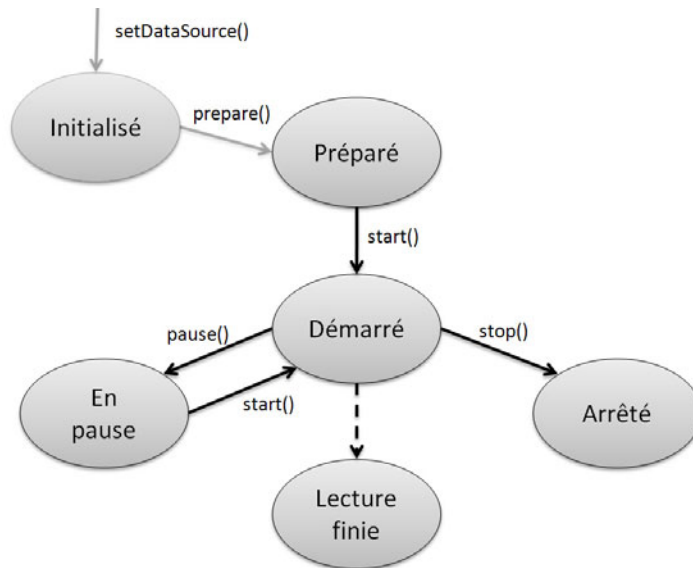 setDataSource()
Initialisé
prepare()
Préparé
start()
pause()
Démarré
stop()
En
pause
start()
Arrêté
Lecture
finie